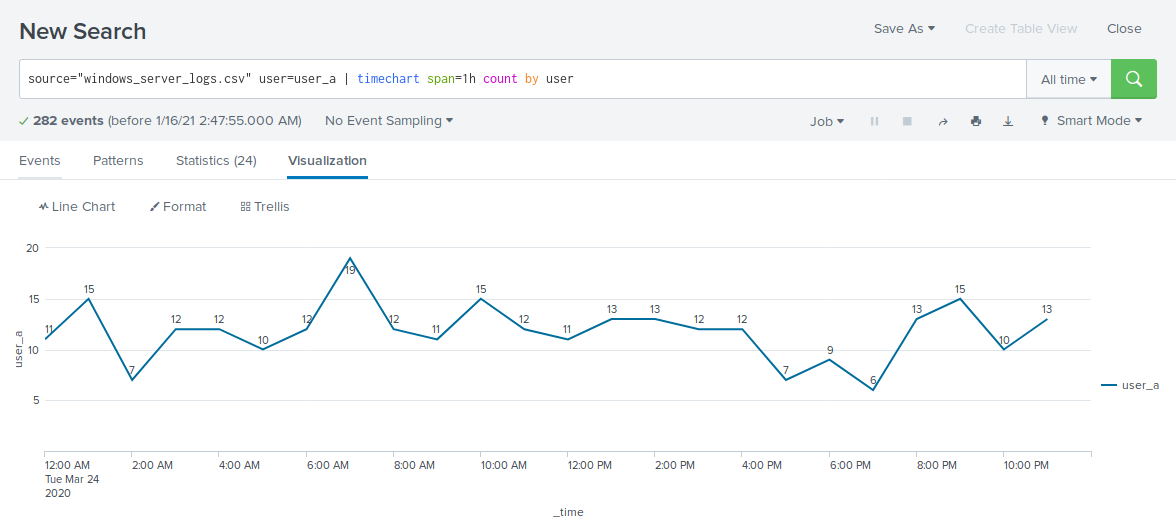 New Search
Save As Create Table View Close
source="windows_server_logs.csv" user=user_a | timechart span=1h count by user
All time
282 events (before 1/16/21 2:47:55.000 AM) No Event Sampling
Job Smart Mode
Events Patterns Statistics (24) Visualization
Line Chart Format Trellis
20
15
10
5
user_a
11 15 7 12 12 10 12 19 12 11 15 12 11 13 13 12 12 7 9 6 13 15 10 13
user_a
12:00 AM 2:00 AM 4:00 AM 6:00 AM 8:00 AM 10:00 AM 12:00 PM 2:00 PM 4:00 PM 6:00 PM 8:00 PM 10:00 PM
Tue Mar 24
2020
_time